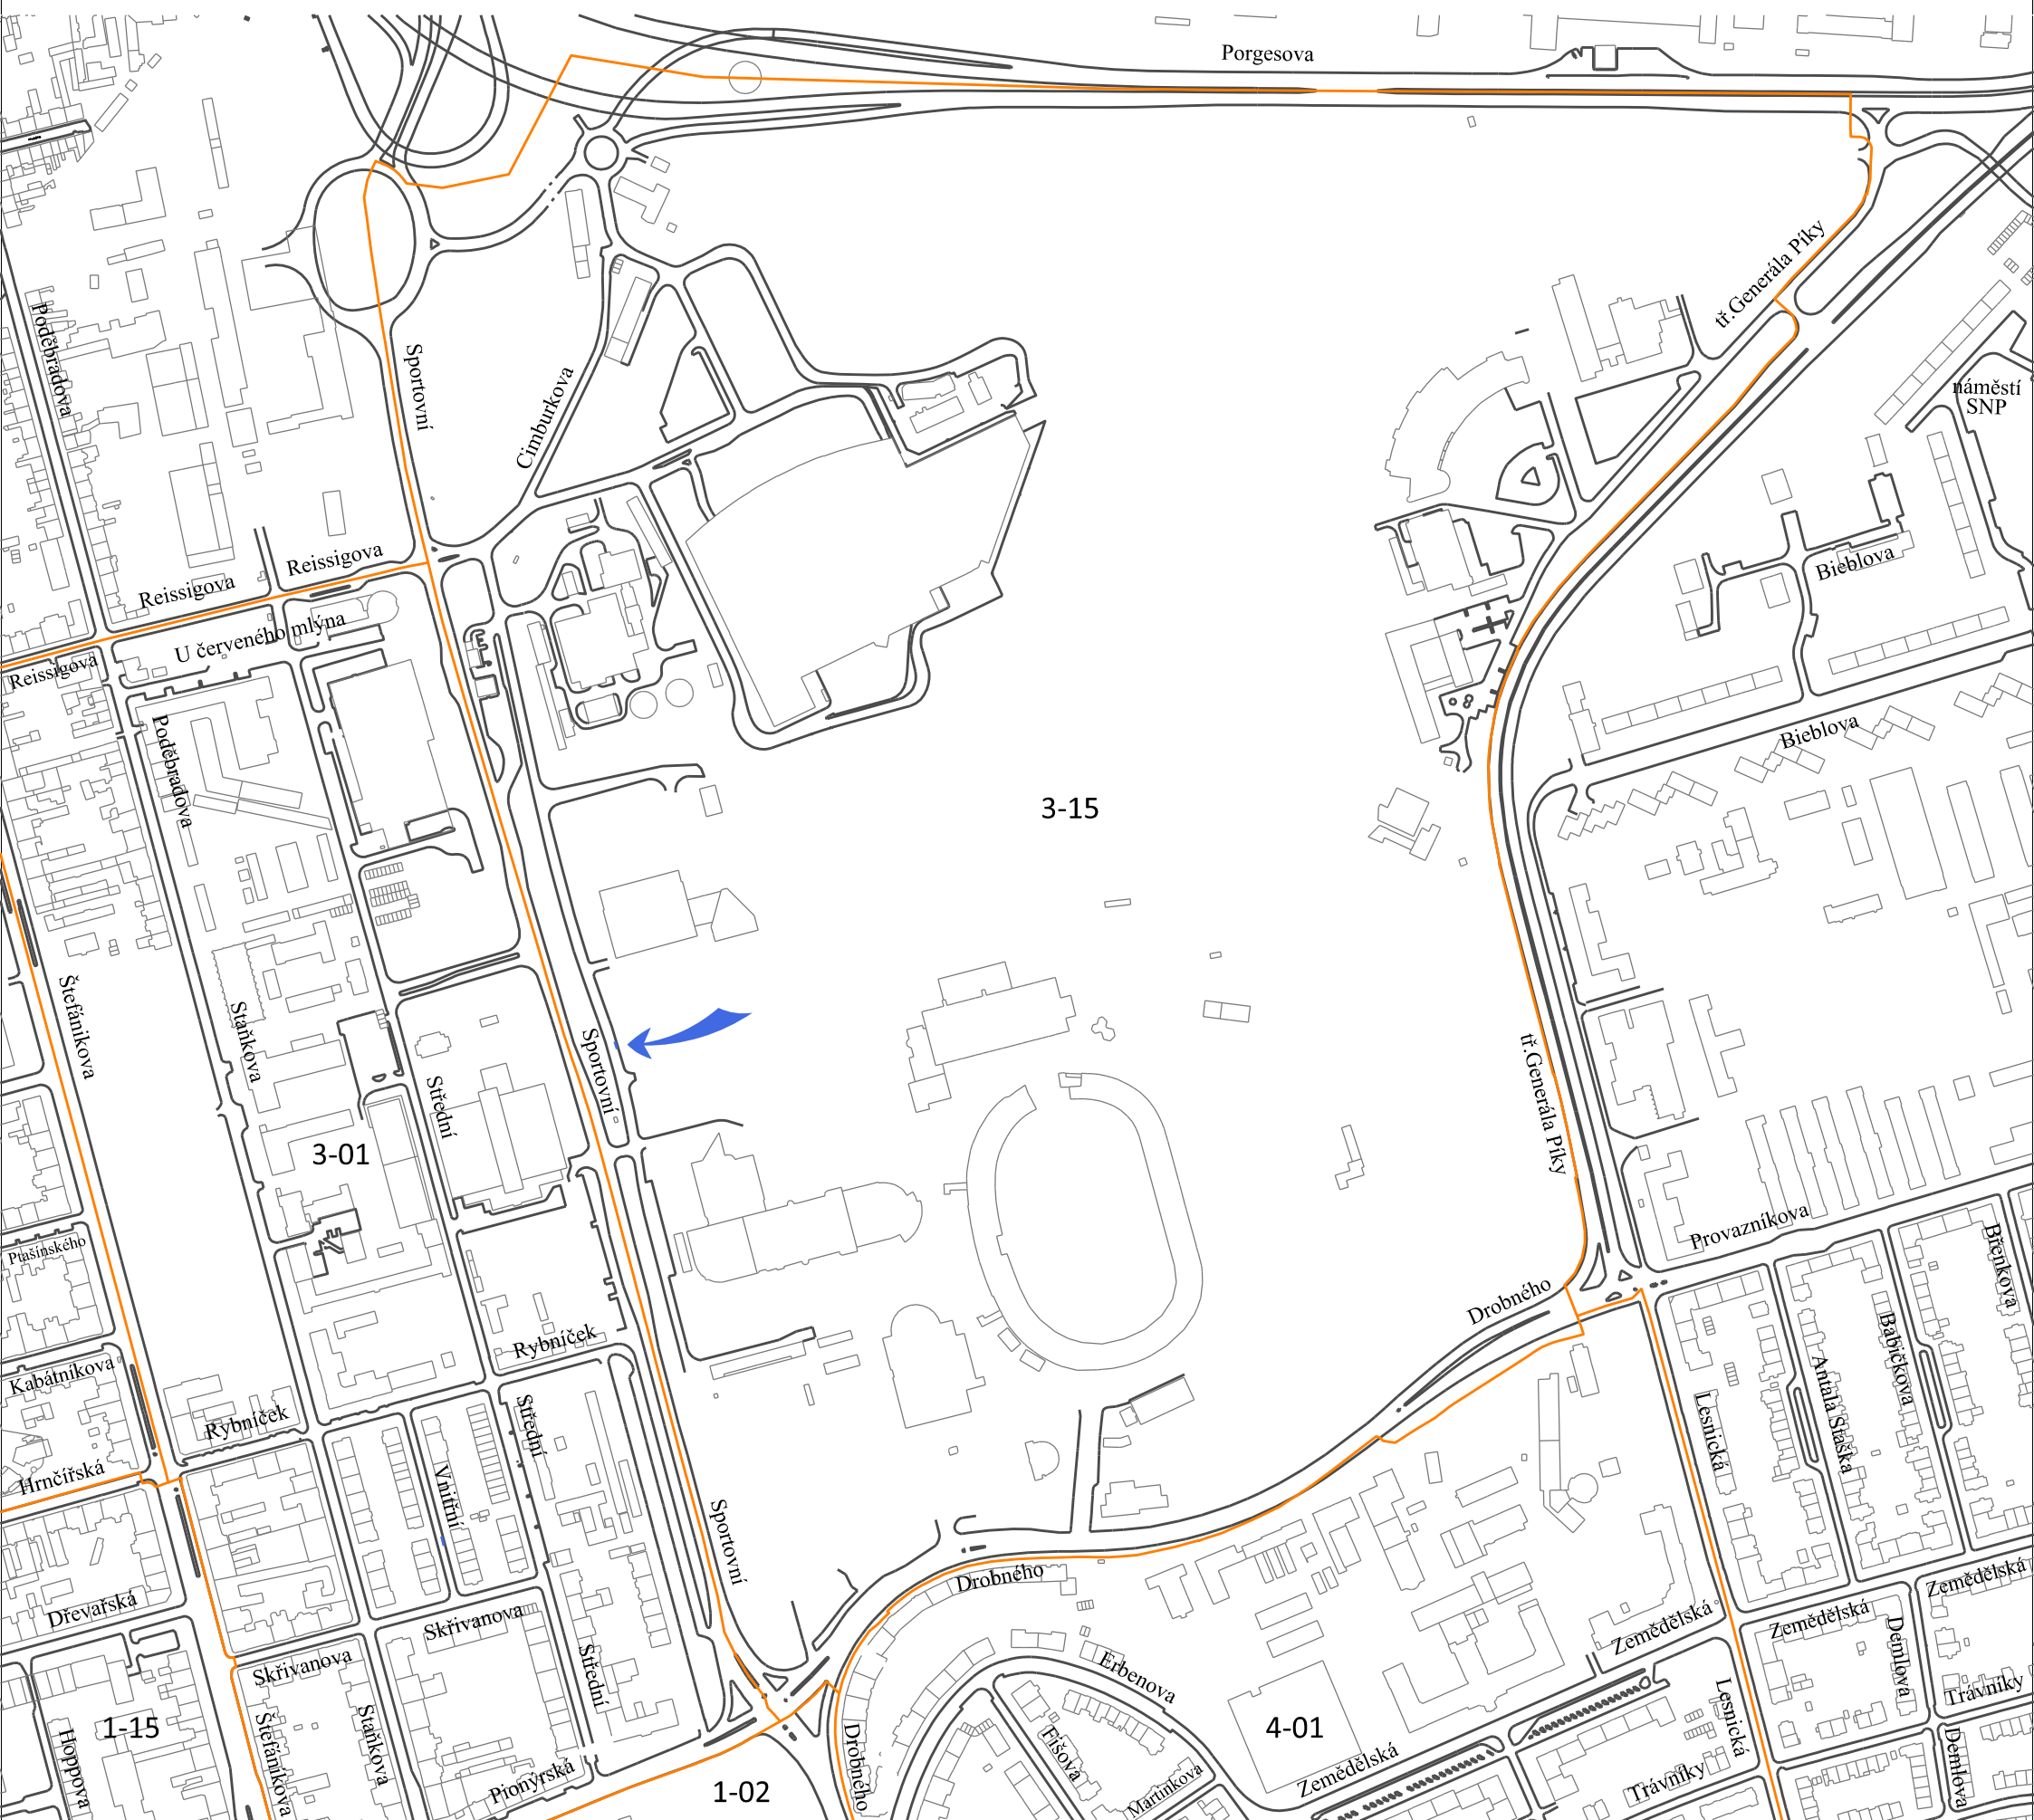 Porgesova
tř.Generála Píky
Poděbradova
Sportovní
Cimburkova
náměstí
SNP
Reissigova
Reissigova
Bieblova
U červeného mlýna
Reissigova
Poděbradova
Bieblova
3-15
Štefánikova
Staňkova
Sportovní
Střední
tř.Generála Píky
3-01
Provazníkova
Ptašínského
Břenkova
Drobného
Rybníček
Kabátníkova
Babičkova
Antala Staška
Lesnická
Rybníček
Střední
Hrnčířská
Vnitřní
Sportovní
Drobného
Zemědělská
Dřevařská
Skřivanova
Zemědělská
Zemědělská
Demlova
Skřivanova
Střední
Erbenova
Trávníky
Lesnická
1-15
Hoppova
Štefánikova
Staňkova
4-01
Fišova
Drobného
Demlova
Zemědělská
Pionýrská
Martinkova
Trávníky
1-02